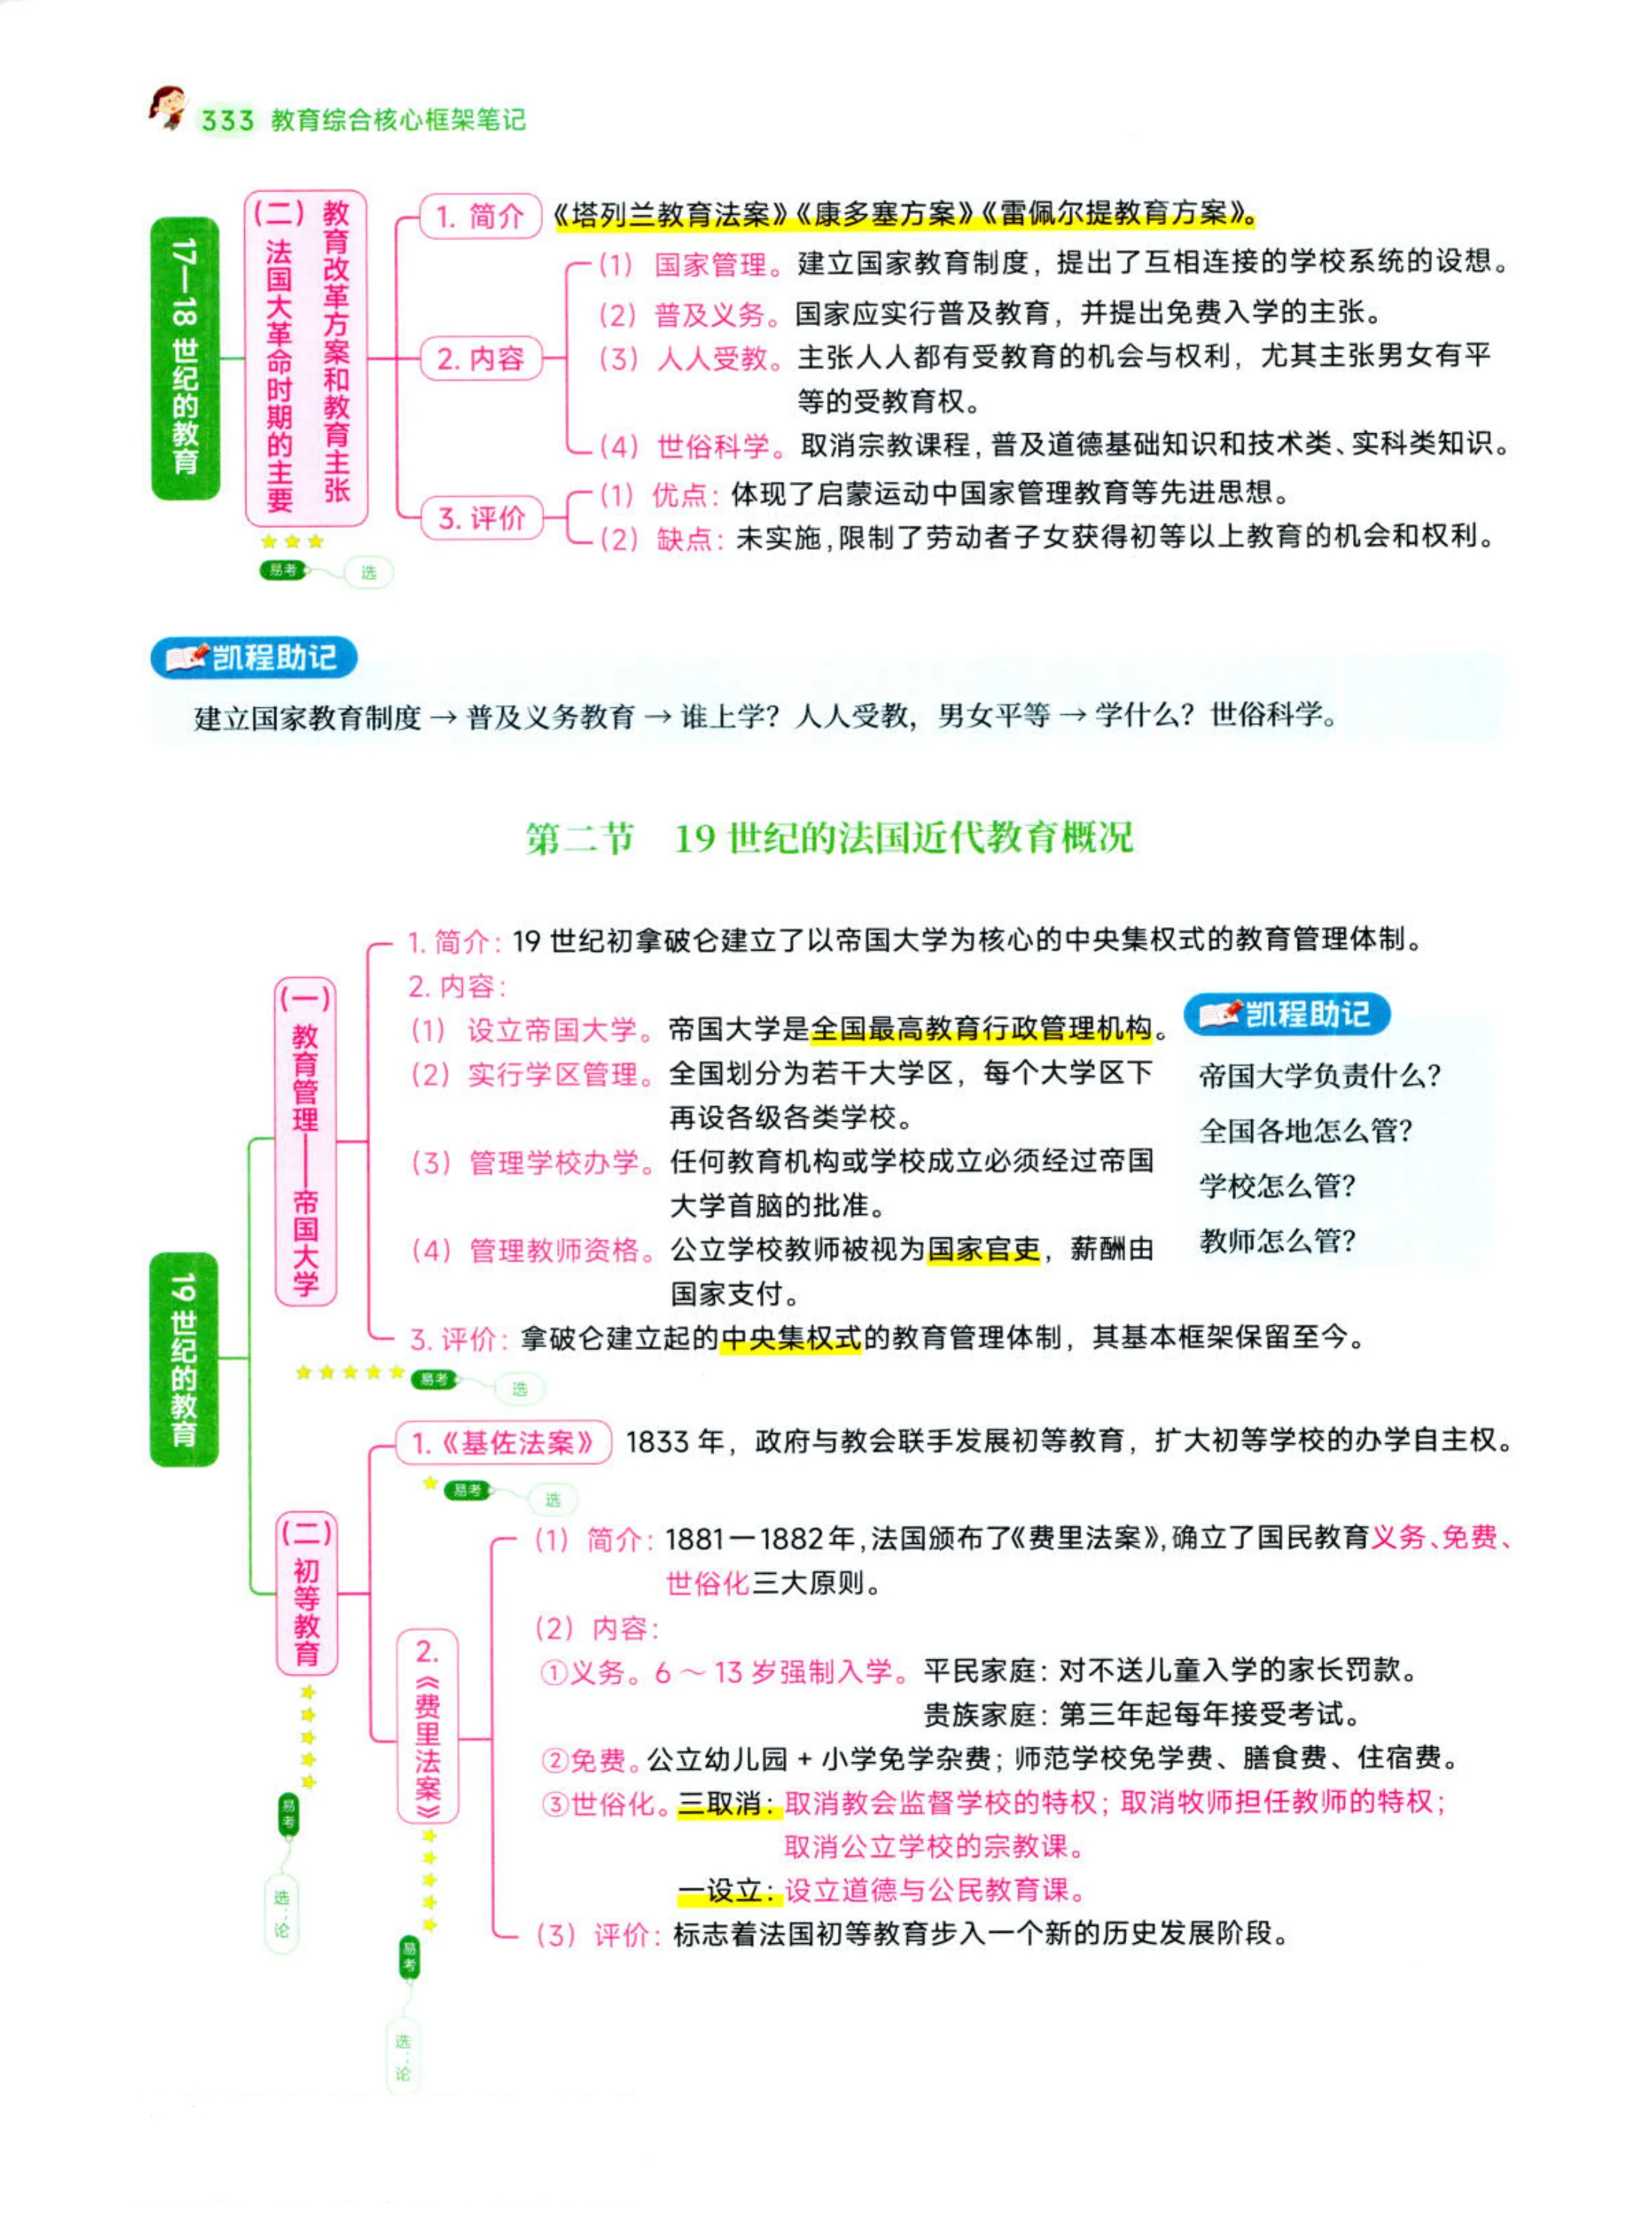 333 教育综合核心框架笔记
17—18 世纪的教育
(二) 法国大革命时期的主要
教育改革方案和教育主张
易考 选
1. 简介 《塔列兰教育法案》《康多塞方案》《雷佩尔提教育方案》。
2. 内容
(1) 国家管理。建立国家教育制度，提出了互相连接的学校系统的设想。
(2) 普及义务。国家应实行普及教育，并提出免费入学的主张。
(3) 人人受教。主张人人都有受教育的机会与权利，尤其主张男女有平
等的受教育权。
(4) 世俗科学。取消宗教课程，普及道德基础知识和技术类、实科类知识。
3. 评价
(1) 优点：体现了启蒙运动中国家管理教育等先进思想。
(2) 缺点：未实施，限制了劳动者子女获得初等以上教育的机会和权利。
凯程助记
建立国家教育制度 → 普及义务教育 → 谁上学？人人受教，男女平等 → 学什么？世俗科学。
第二节 19 世纪的法国近代教育概况
19 世纪的教育
(一) 教育管理——帝国大学
1. 简介：19 世纪初拿破仑建立了以帝国大学为核心的中央集权式的教育管理体制。
2. 内容：
(1) 设立帝国大学。帝国大学是全国最高教育行政管理机构。
(2) 实行学区管理。全国划分为若干大学区，每个大学区下
再设各级各类学校。
(3) 管理学校办学。任何教育机构或学校成立必须经过帝国
大学首脑的批准。
(4) 管理教师资格。公立学校教师被视为国家官吏，薪酬由
国家支付。
凯程助记
帝国大学负责什么？
全国各地怎么管？
学校怎么管？
教师怎么管？
3. 评价：拿破仑建立起的中央集权式的教育管理体制，其基本框架保留至今。
易考 选
(二) 初等教育
易考
选；论
1.《基佐法案》 1833 年，政府与教会联手发展初等教育，扩大初等学校的办学自主权。
易考 选
2.《费里法案》
易考
选；论
(1) 简介：1881—1882年，法国颁布了《费里法案》，确立了国民教育义务、免费、
世俗化三大原则。
(2) 内容：
①义务。6～13 岁强制入学。平民家庭：对不送儿童入学的家长罚款。
贵族家庭：第三年起每年接受考试。
②免费。公立幼儿园 + 小学免学杂费；师范学校免学费、膳食费、住宿费。
③世俗化。三取消：取消教会监督学校的特权；取消牧师担任教师的特权；
取消公立学校的宗教课。
一设立：设立道德与公民教育课。
(3) 评价：标志着法国初等教育步入一个新的历史发展阶段。